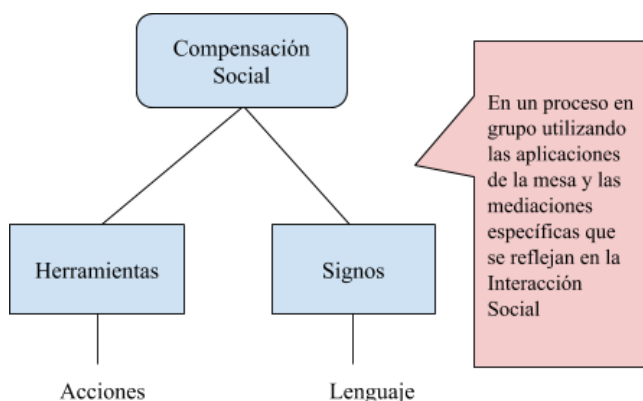 Compensación
Social
En un proceso en
grupo utilizando
las aplicaciones
de la mesa y las
mediaciones
específicas que
se reflejan en la
Interacción
Social
Herramientas
Signos
Acciones
Lenguaje